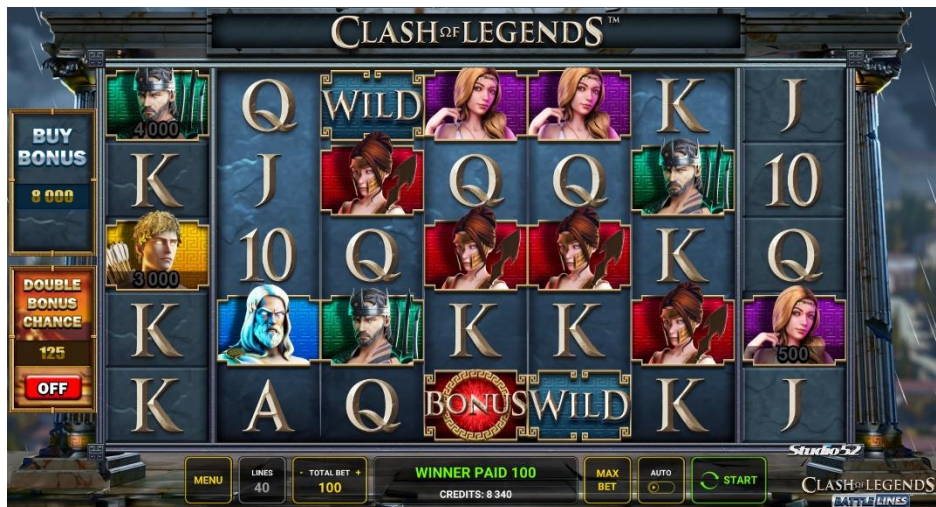 CLASH OF LEGENDS™
BUY
BONUS
8 000
DOUBLE
BONUS
CHANCE
125
OFF
4 000 Q WILD K J
K J Q Q 10
3 000 10 Q K Q
K K K 500
K A Q BONUS WILD K J
Studio52
MENU
LINES
40
- TOTAL BET +
100
WINNER PAID 100
CREDITS: 8 340
MAX
BET
AUTO
START
CLASH OF LEGENDS
BATTLE LINES